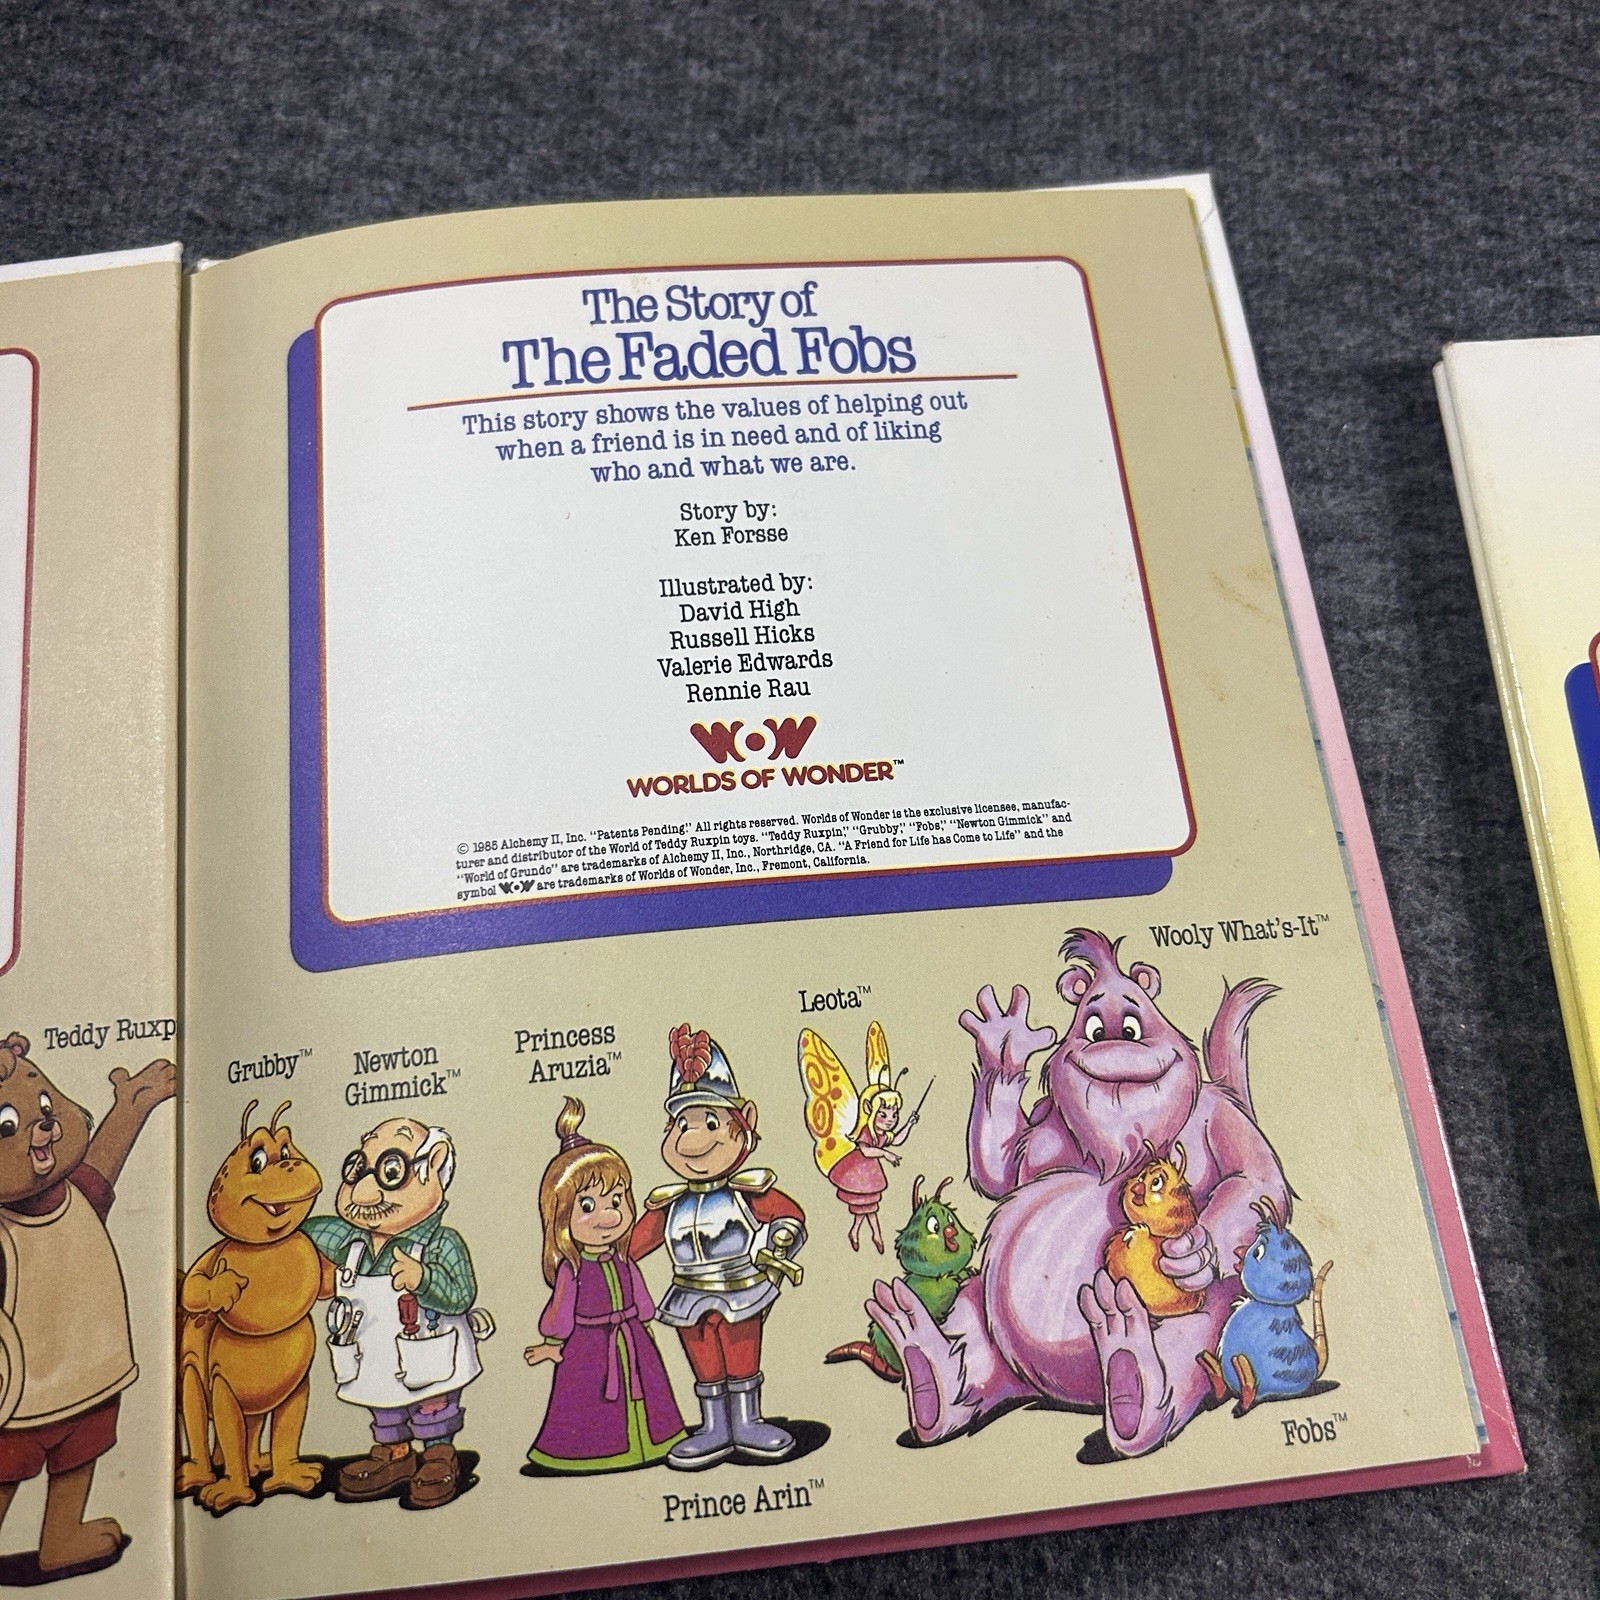 The Story of
The Faded Fobs
This story shows the values of helping out
when a friend is in need and of liking
who and what we are.
Story by:
Ken Forsse
Illustrated by:
David High
Russell Hicks
Valerie Edwards
Rennie Rau
WOW
WORLDS OF WONDER™
© 1985 Alchemy II, Inc. "Patents Pending." All rights reserved. Worlds of Wonder is the exclusive licensee, manufac-
turer and distributor of the World of Teddy Ruxpin toys. "Teddy Ruxpin," "Grubby," "Fobs," "Newton Gimmick" and
"World of Grundo" are trademarks of Alchemy II, Inc., Northridge, CA. "A Friend for Life has Come to Life" and the
symbol WOW are trademarks of Worlds of Wonder, Inc., Fremont, California.
Teddy Ruxp
Grubby™
Newton
Gimmick™
Princess
Aruzia™
Prince Arin™
Leota™
Wooly What's-It™
Fobs™